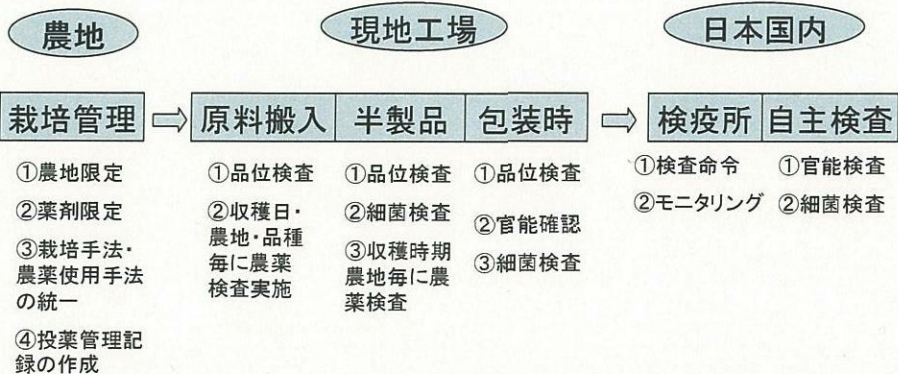 農地
現地工場
日本国内
栽培管理
⇨
原料搬入
半製品
包装時
⇨
検疫所
自主検査
①農地限定
②薬剤限定
③栽培手法・
農薬使用手法
の統一
④投薬管理記
録の作成
①品位検査
②収穫日・
農地・品種
毎に農薬
検査実施
①品位検査
②細菌検査
③収穫時期
農地毎に農
薬検査
①品位検査
②官能確認
③細菌検査
①検査命令
②モニタリング
①官能検査
②細菌検査